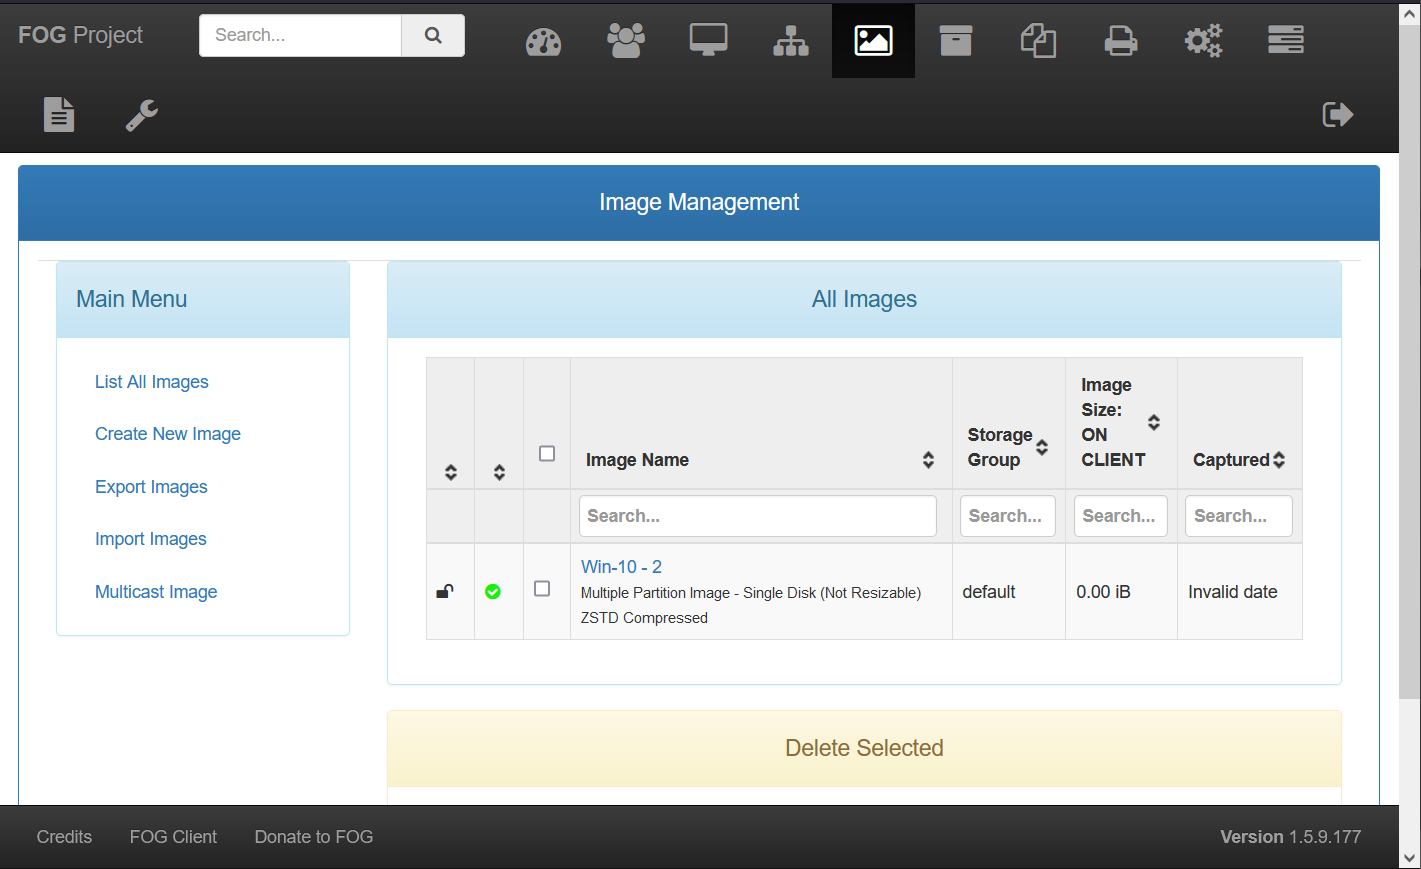 FOG Project
Search...
Image Management
Main Menu
List All Images
Create New Image
Export Images
Import Images
Multicast Image
All Images
Image Name
Storage
Group
Image
Size:
ON
CLIENT
Captured
Search...
Search...
Search...
Search...
Win-10 - 2
Multiple Partition Image - Single Disk (Not Resizable)
ZSTD Compressed
default
0.00 iB
Invalid date
Delete Selected
Credits
FOG Client
Donate to FOG
Version 1.5.9.177